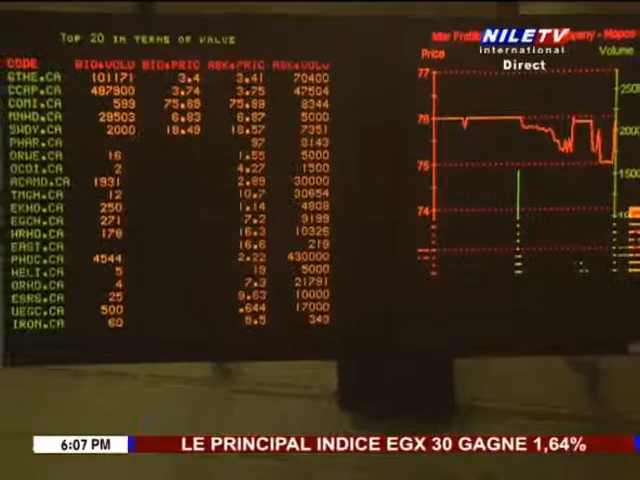 NILETV
international
Direct
TOP 20 IN TERMS OF VALUE
CODE BID.VOLU BID.PRIC ASK.PRIC ASK.VOLU
GTHE.CA 101171 3.4 3.41 70400
CCAP.CA 487900 3.74 3.75 47504
COMI.CA 599 75.89 75.99 8344
MNHD.CA 29503 6.83 6.87 5000
SWDY.CA 2000 18.49 18.57 7351
PHAR.CA 97 8143
ORWE.CA 16 1.55 5000
OCDI.CA 2 4.27 1500
ACAMD.CA 1931 2.89 30000
TMGH.CA 12 10.7 30654
EKHO.CA 250 1.14 4808
EGCH.CA 271 7.2 9199
HRHO.CA 178 16.3 10326
EAST.CA 16.6 219
PHDC.CA 4544 2.22 430000
HELI.CA 5 19 5000
ORHD.CA 4 7.3 21791
ESRS.CA 25 9.63 10000
UEGC.CA 500 .644 17000
IRON.CA 60 9.5 343
Price Volume
77
76
75
74
6:07 PM LE PRINCIPAL INDICE EGX 30 GAGNE 1,64%